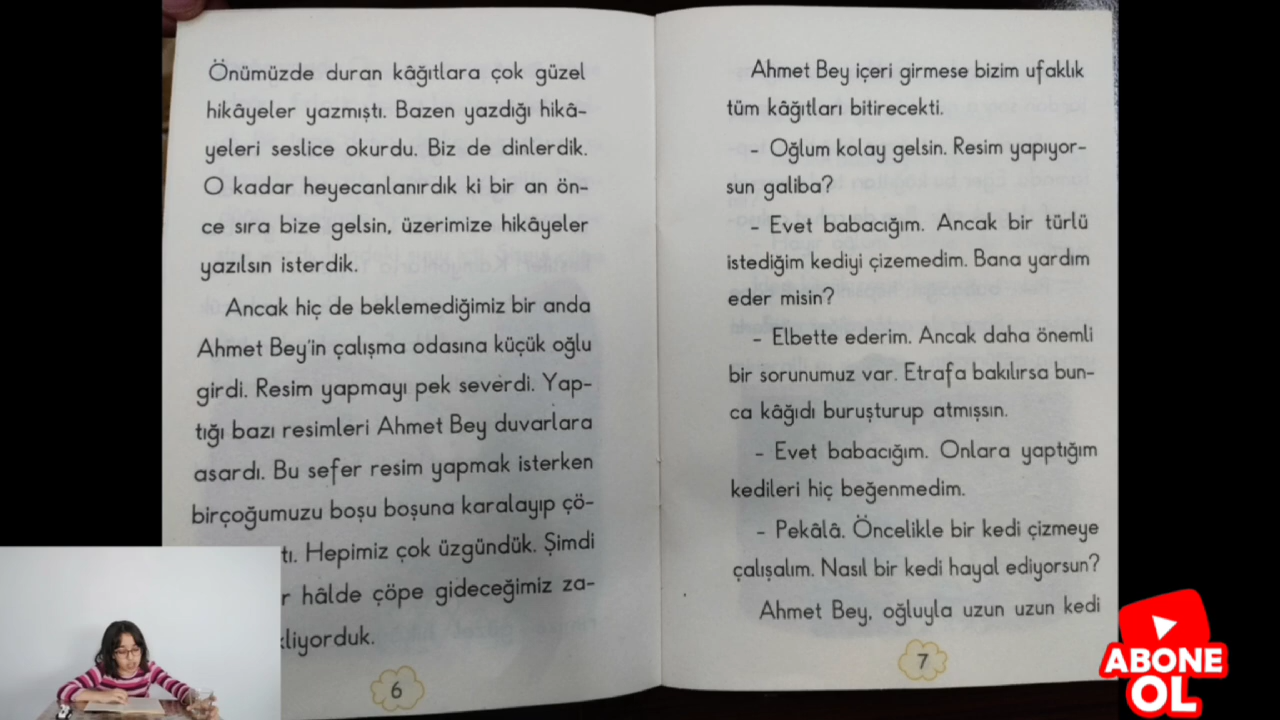 Önümüzde duran kâğıtlara çok güzel
hikâyeler yazmıştı. Bazen yazdığı hikâ-
yeleri seslice okurdu. Biz de dinlerdik.
O kadar heyecanlanırdık ki bir an ön-
ce sıra bize gelsin, üzerimize hikâyeler
yazılsın isterdik.
Ancak hiç de beklemediğimiz bir anda
Ahmet Bey'in çalışma odasına küçük oğlu
girdi. Resim yapmayı pek severdi. Yap-
tığı bazı resimleri Ahmet Bey duvarlara
asardı. Bu sefer resim yapmak isterken
birçoğumuzu boşu boşuna karalayıp çö-
tı. Hepimiz çok üzgündük. Şimdi
r hâlde çöpe gideceğimiz za-
kliyorduk.
6
Ahmet Bey içeri girmese bizim ufaklık
tüm kâğıtları bitirecekti.
- Oğlum kolay gelsin. Resim yapıyor-
sun galiba?
- Evet babacığım. Ancak bir türlü
istediğim kediyi çizemedim. Bana yardım
eder misin?
- Elbette ederim. Ancak daha önemli
bir sorunumuz var. Etrafa bakılırsa bun-
ca kâğıdı buruşturup atmışsın.
- Evet babacığım. Onlara yaptığım
kedileri hiç beğenmedim.
- Pekâlâ. Öncelikle bir kedi çizmeye
çalışalım. Nasıl bir kedi hayal ediyorsun?
Ahmet Bey, oğluyla uzun uzun kedi
7
ABONE
OL